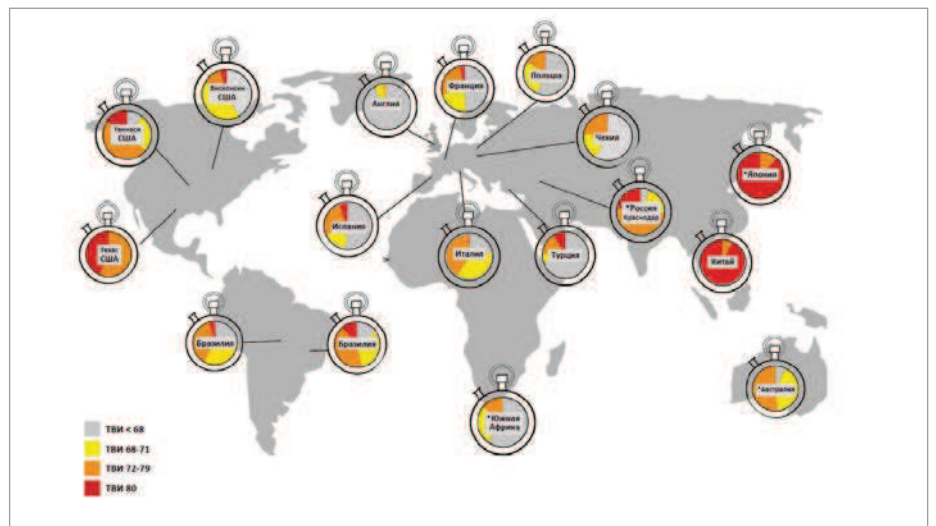 Висконсин
США
Теннеси
США
Техас
США
Англия
Франция
Польша
Чехия
*Япония
*Россия
Краснодар
Испания
Италия
Турция
Китай
Бразилия
Бразилия
*Южная
Африка
*Австралия
ТВИ < 68
ТВИ 68-71
ТВИ 72-79
ТВИ 80